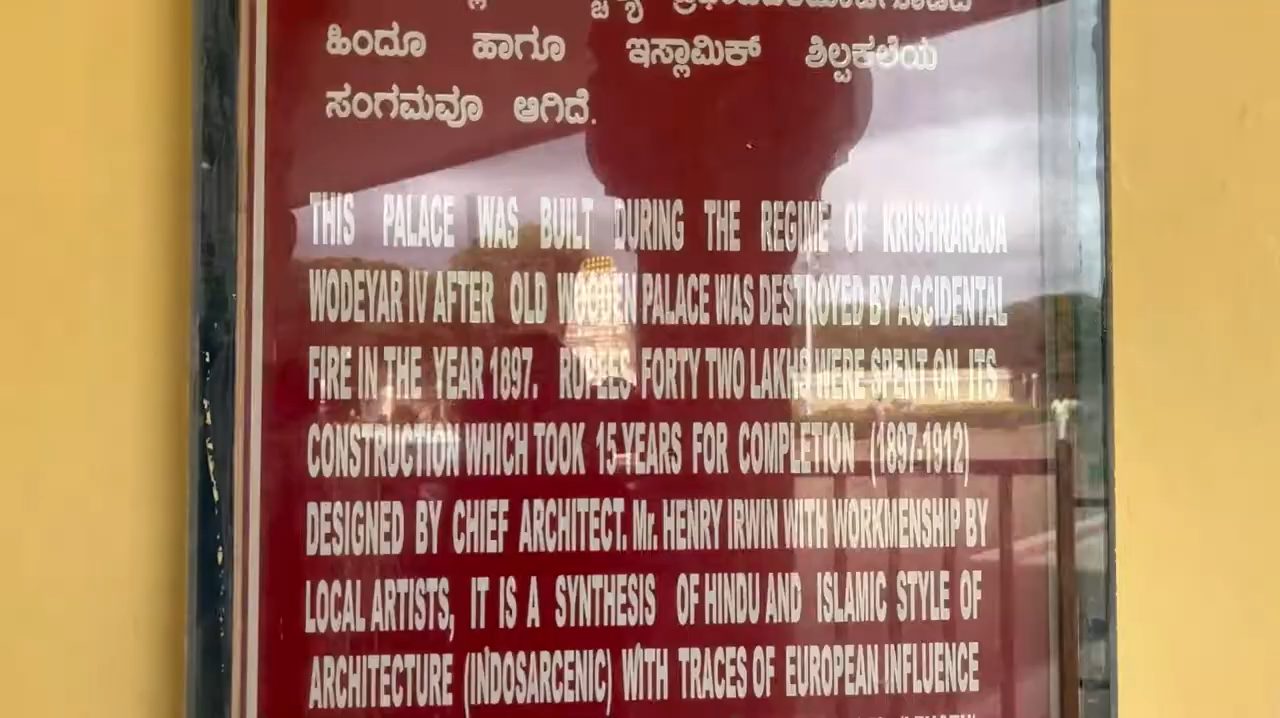 ಹಿಂದೂ ಹಾಗೂ ಇಸ್ಲಾಮಿಕ್ ಶಿಲ್ಪಕಲೆಯ
ಸಂಗಮವೂ ಆಗಿದೆ.
THIS PALACE WAS BUILT DURING THE REGIME OF KRISHNARAJA
WODEYAR IV AFTER OLD WOODEN PALACE WAS DESTROYED BY ACCIDENTAL
FIRE IN THE YEAR 1897. RUPEES FORTY TWO LAKHS WERE SPENT ON ITS
CONSTRUCTION WHICH TOOK 15 YEARS FOR COMPLETION (1897-1912)
DESIGNED BY CHIEF ARCHITECT. Mr. HENRY IRWIN WITH WORKMENSHIP BY
LOCAL ARTISTS, IT IS A SYNTHESIS OF HINDU AND ISLAMIC STYLE OF
ARCHITECTURE (INDOSARCENIC) WITH TRACES OF EUROPEAN INFLUENCE